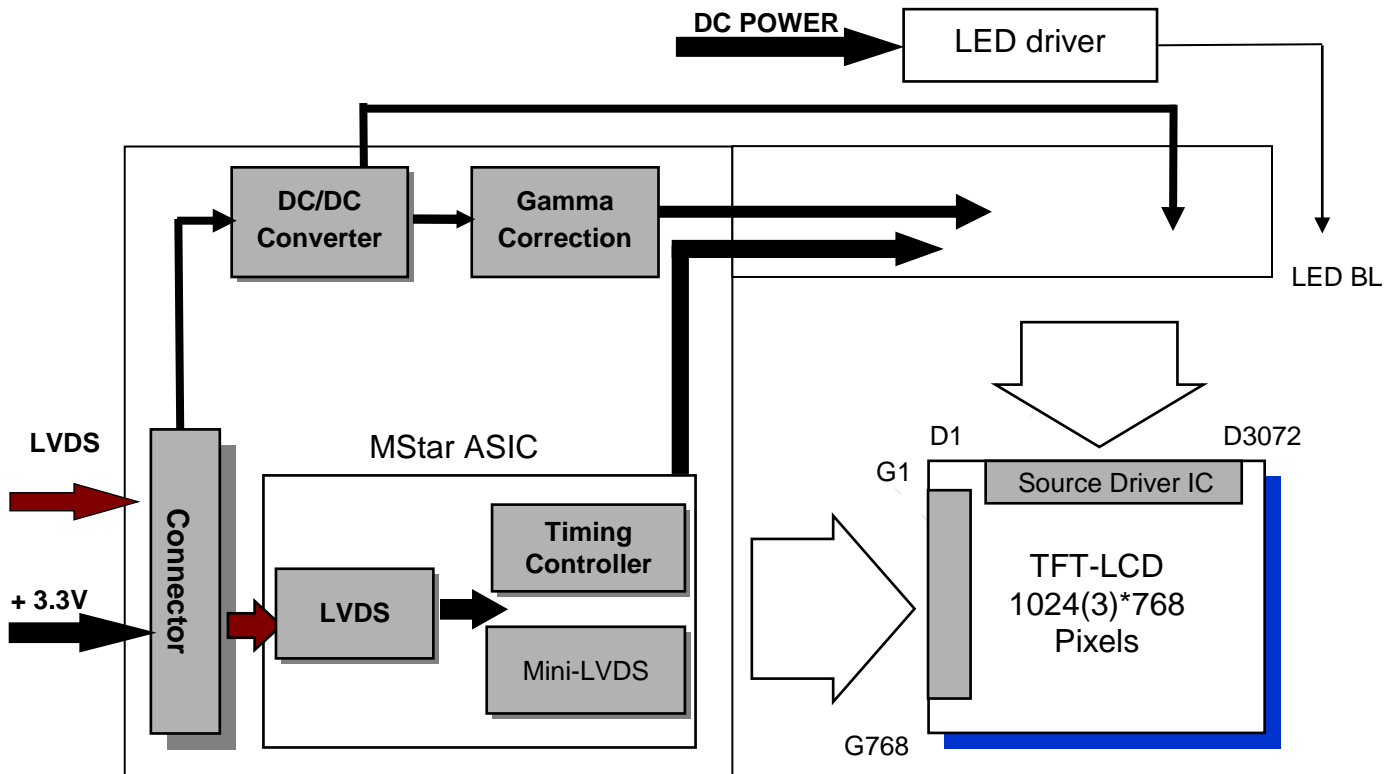 DC POWER
LED driver
DC/DC
Converter
Gamma
Correction
LED BL
LVDS
+ 3.3V
Connector
MStar ASIC
LVDS
Timing
Controller
Mini-LVDS
D1
D3072
G1
Source Driver IC
TFT-LCD
1024(3)*768
Pixels
G768